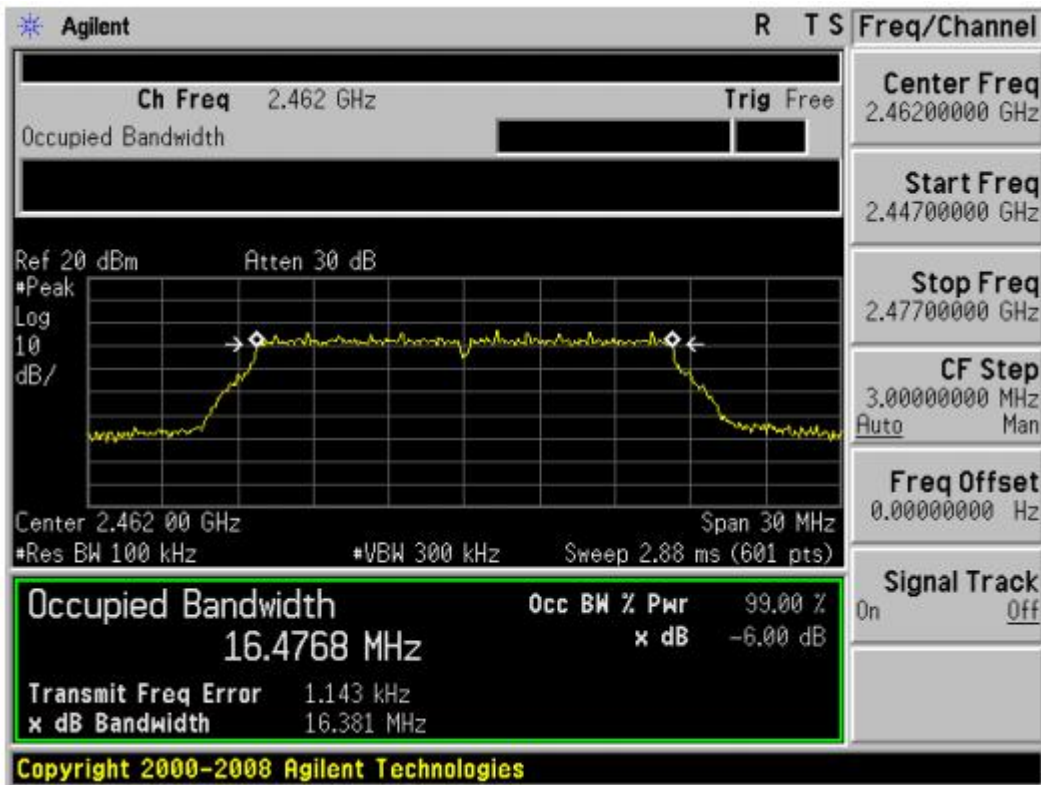 Agilent
R T S
Freq/Channel
Ch Freq 2.462 GHz
Trig Free
Occupied Bandwidth
Center Freq
2.46200000 GHz
Start Freq
2.44700000 GHz
Stop Freq
2.47700000 GHz
CF Step
3.00000000 MHz
Auto Man
Freq Offset
0.00000000 Hz
Signal Track
On Off
Ref 20 dBm
Atten 30 dB
#Peak
Log
10
dB/
Center 2.462 00 GHz
Span 30 MHz
#Res BW 100 kHz
#VBW 300 kHz
Sweep 2.88 ms (601 pts)
Occupied Bandwidth
16.4768 MHz
Occ BW % Pwr 99.00 %
x dB -6.00 dB
Transmit Freq Error 1.143 kHz
x dB Bandwidth 16.381 MHz
Copyright 2000-2008 Agilent Technologies